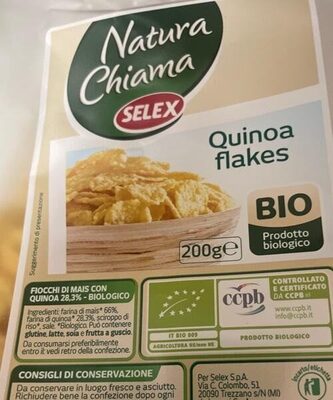 Natura
Chiama
SELEX
Quinoa
flakes
BIO
Prodotto
biologico
200g℮
Suggerimento di presentazione
FIOCCHI DI MAIS CON
QUINOA 28,3% - BIOLOGICO
Ingredienti: farina di mais* 66%,
farina di quinoa* 28,3%, sciroppo di
riso*, sale. *Biologico. Può contenere
glutine, latte, soia e frutta a guscio.
Da consumarsi preferibilmente
entro il: vedi retro della confezione.
IT BIO 009
AGRICOLTURA UE/non UE
ccpb
CONTROLLATO
E CERTIFICATO
DA CCPB
www.ccpb.it
info@ccpb.it
PRODOTTO BIOLOGICO
CONSIGLI DI CONSERVAZIONE
Da conservare in luogo fresco e asciutto.
Richiudere bene la confezione dopo ogni
Per Selex S.p.A.
Via C. Colombo, 51
20090 Trezzano S/N (MI)